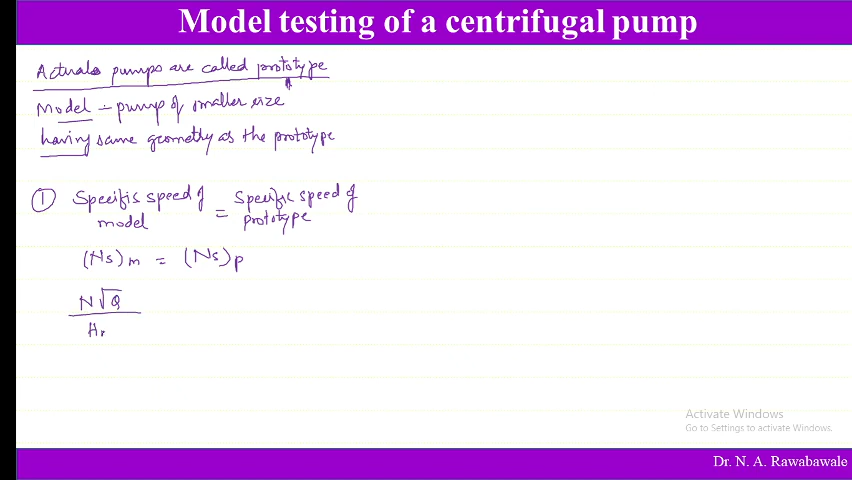 Model testing of a centrifugal pump
Actual pumps are called prototype
Model - pump of smaller size
having same geometry as the prototype
① Specific speed of model = Specific speed of prototype
(Ns)m = (Ns)p
N√Q
Activate Windows
Go to Settings to activate Windows.
Dr. N. A. Rawabawale